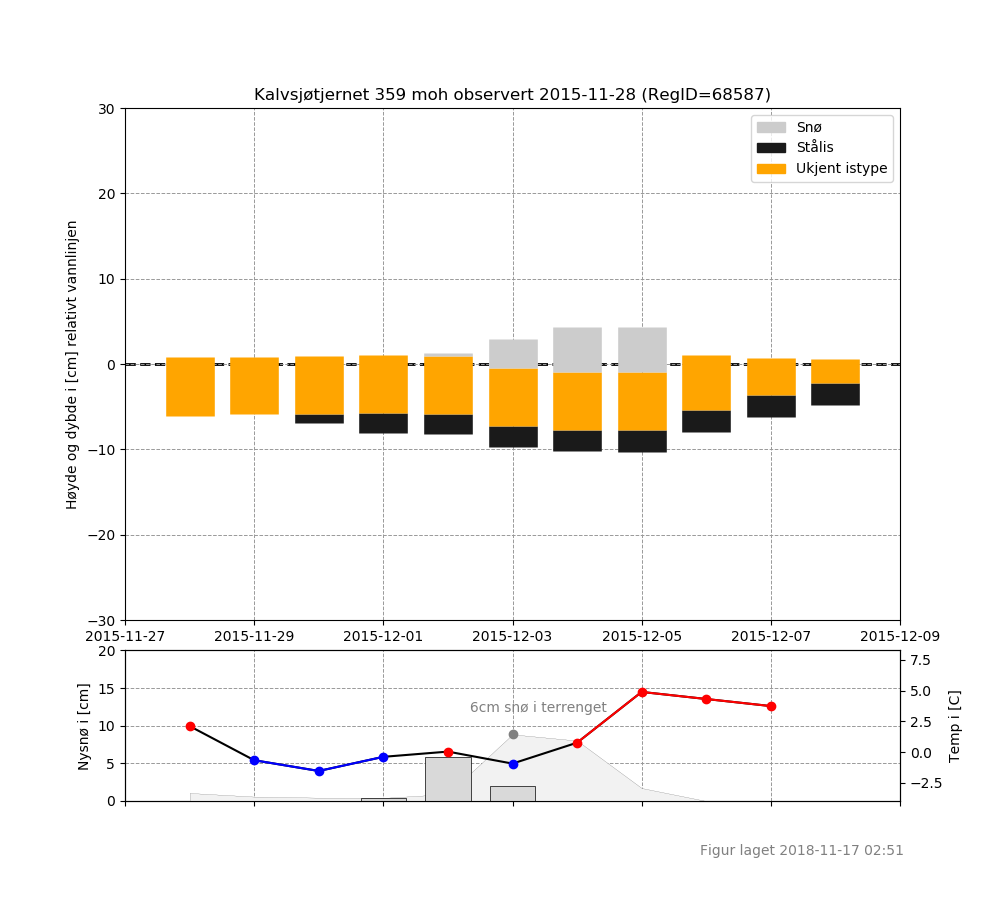 Kalvsjøtjernet 359 moh observert 2015-11-28 (RegID=68587)
30
20
10
0
−10
−20
−30
Høyde og dybde i [cm] relativt vannlinjen
Snø
Stålis
Ukjent istype
2015-11-27 2015-11-29 2015-12-01 2015-12-03 2015-12-05 2015-12-07 2015-12-09
20
15
10
5
0
Nysnø i [cm]
6cm snø i terrenget
7.5
5.0
2.5
0.0
−2.5
Temp i [C]
Figur laget 2018-11-17 02:51